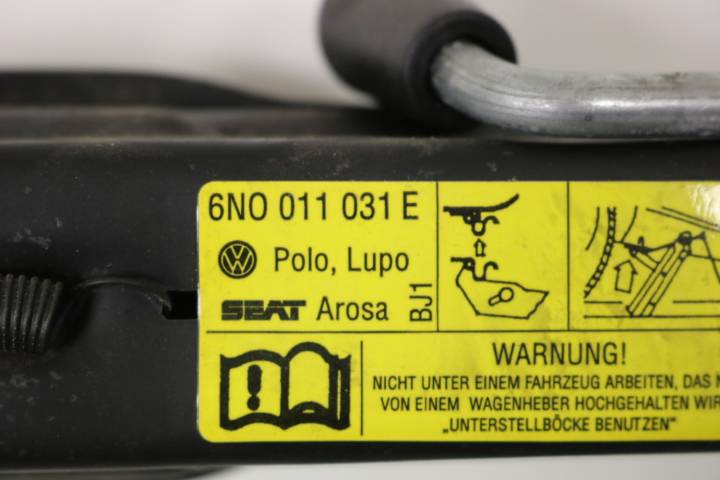 6N0 011 031 E
Polo, Lupo
SEAT Arosa
BJ1
WARNUNG!
NICHT UNTER EINEM FAHRZEUG ARBEITEN, DAS
VON EINEM WAGENHEBER HOCHGEHALTEN WIR
„UNTERSTELLBÖCKE BENUTZEN"